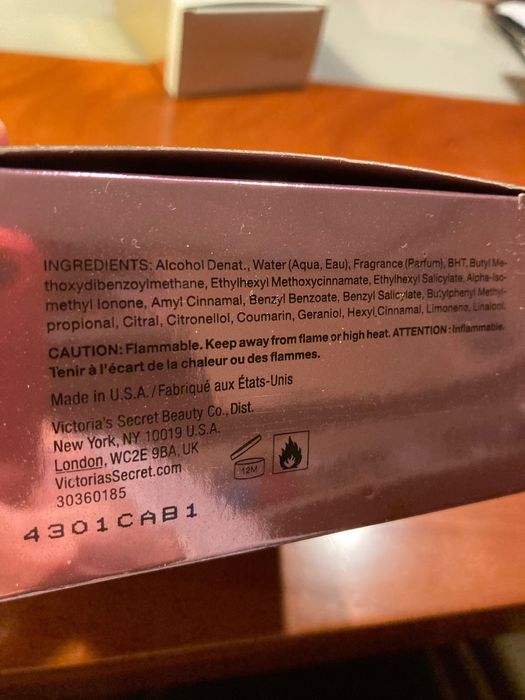 INGREDIENTS: Alcohol Denat., Water (Aqua, Eau), Fragrance (Parfum), BHT, Butyl Me-
thoxydibenzoylmethane, Ethylhexyl Methoxycinnamate, Ethylhexyl Salicylate, Alpha-Iso-
methyl Ionone, Amyl Cinnamal, Benzyl Benzoate, Benzyl Salicylate, Butylphenyl Methyl-
propional, Citral, Citronellol, Coumarin, Geraniol, Hexyl Cinnamal, Limonene, Linalool.
CAUTION: Flammable. Keep away from flame or high heat. ATTENTION : Inflammable.
Tenir à l'écart de la chaleur ou des flammes.
Made in U.S.A. / Fabriqué aux États-Unis
Victoria's Secret Beauty Co., Dist.
New York, NY 10019 U.S.A.
London, WC2E 9BA, UK
VictoriasSecret.com
30360185
12M
4301CAB1